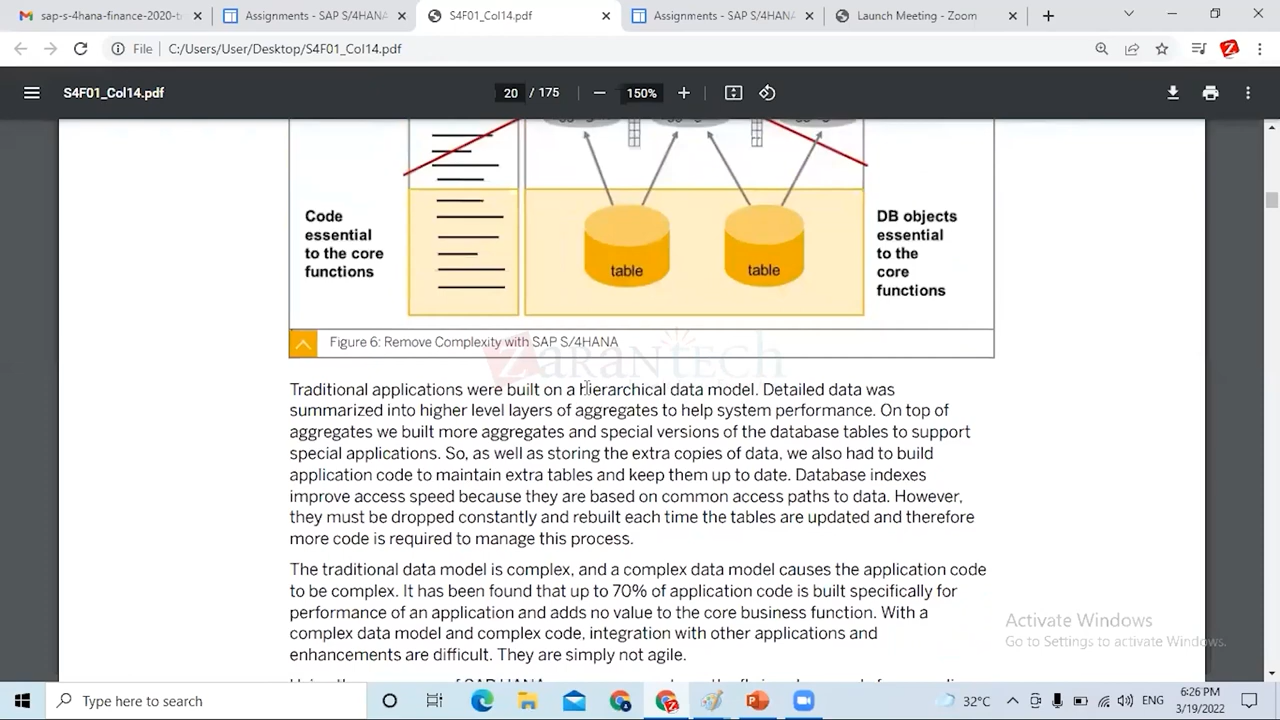 sap-s-4hana-finance-2020-t
Assignments - SAP S/4HANA
S4F01_Col14.pdf
Assignments - SAP S/4HANA
Launch Meeting - Zoom
File
C:/Users/User/Desktop/S4F01_Col14.pdf
S4F01_Col14.pdf
20 / 175
150%
Code
essential
to the core
functions
table
table
DB objects
essential
to the
core
functions
Figure 6: Remove Complexity with SAP S/4HANA
ZARANTECH
Traditional applications were built on a hierarchical data model. Detailed data was
summarized into higher level layers of aggregates to help system performance. On top of
aggregates we built more aggregates and special versions of the database tables to support
special applications. So, as well as storing the extra copies of data, we also had to build
application code to maintain extra tables and keep them up to date. Database indexes
improve access speed because they are based on common access paths to data. However,
they must be dropped constantly and rebuilt each time the tables are updated and therefore
more code is required to manage this process.
The traditional data model is complex, and a complex data model causes the application code
to be complex. It has been found that up to 70% of application code is built specifically for
performance of an application and adds no value to the core business function. With a
complex data model and complex code, integration with other applications and
enhancements are difficult. They are simply not agile.
Activate Windows
Go to Settings to activate Windows.
Type here to search
32°C
ENG
6:26 PM
3/19/2022